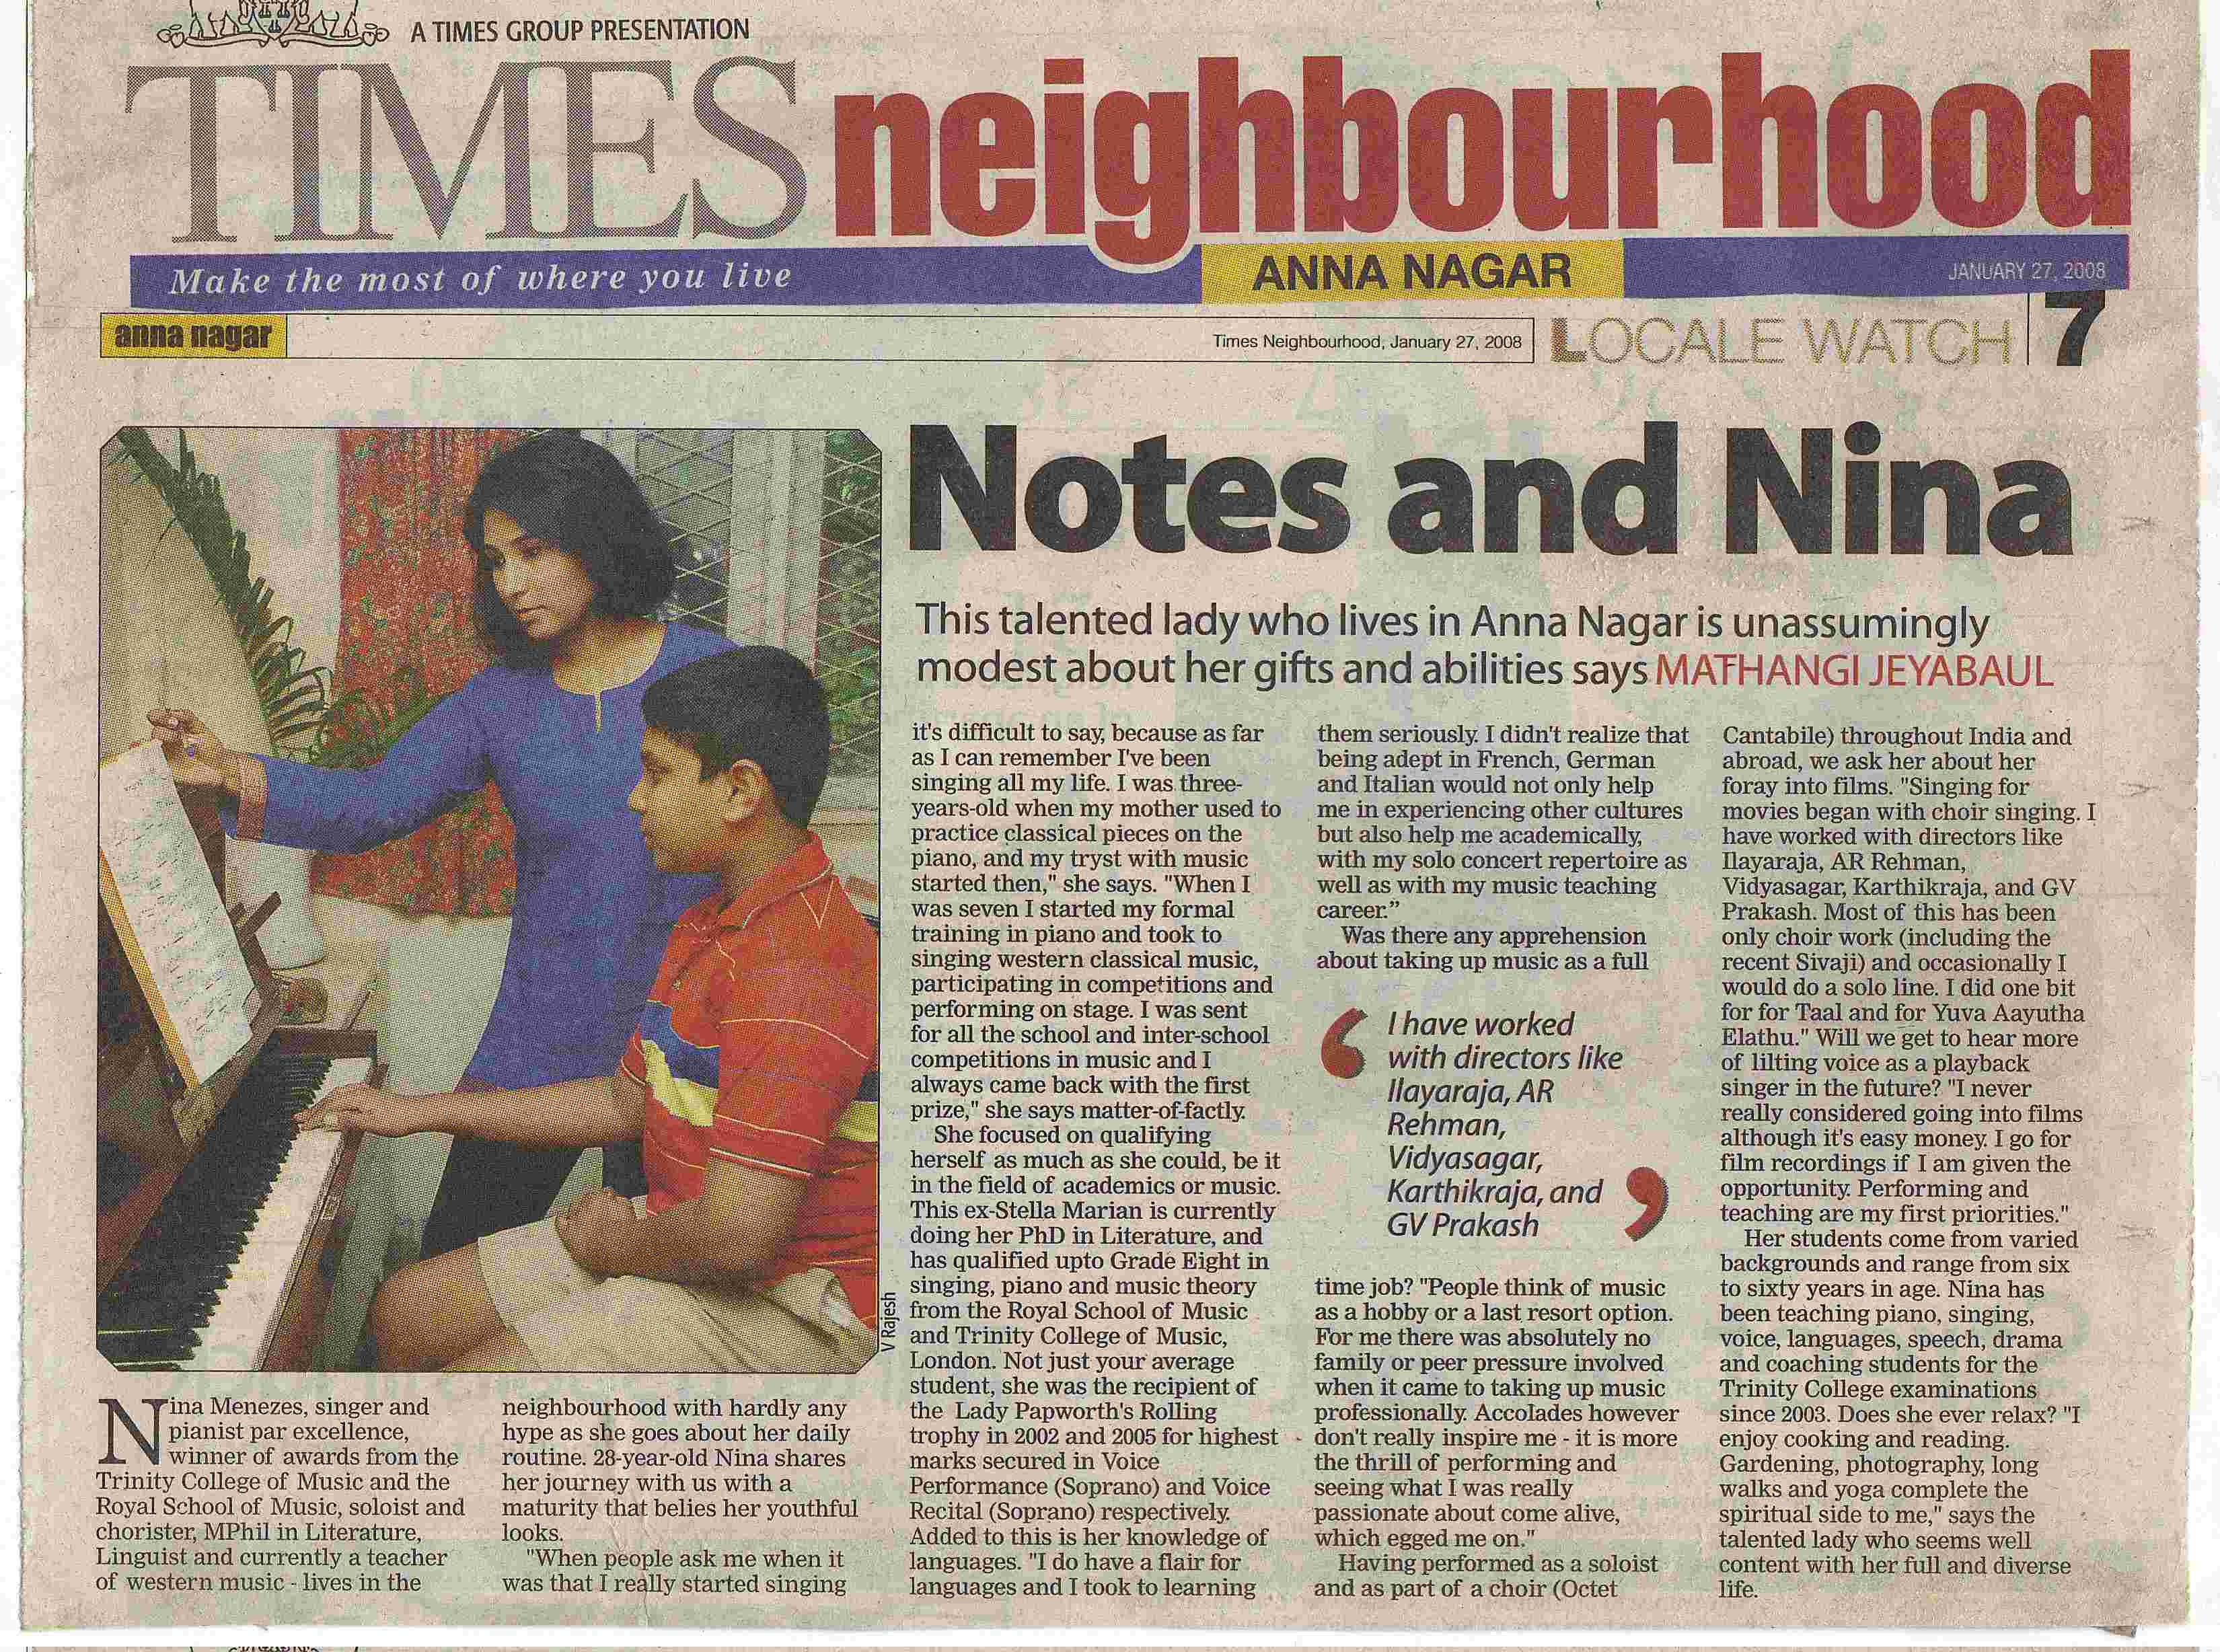 A TIMES GROUP PRESENTATION
TIMES neighbourhood
Make the most of where you live
ANNA NAGAR
JANUARY 27, 2008
anna nagar
Times Neighbourhood, January 27, 2008
LOCALE WATCH
7
Notes and Nina
This talented lady who lives in Anna Nagar is unassumingly
modest about her gifts and abilities says MATHANGI JEYABAUL
V Rajesh
Nina Menezes, singer and
pianist par excellence,
winner of awards from the
Trinity College of Music and the
Royal School of Music, soloist and
chorister, MPhil in Literature,
Linguist and currently a teacher
of western music - lives in the
neighbourhood with hardly any
hype as she goes about her daily
routine. 28-year-old Nina shares
her journey with us with a
maturity that belies her youthful
looks.
"When people ask me when it
was that I really started singing
it's difficult to say, because as far
as I can remember I've been
singing all my life. I was three-
years-old when my mother used to
practice classical pieces on the
piano, and my tryst with music
started then," she says. "When I
was seven I started my formal
training in piano and took to
singing western classical music,
participating in competitions and
performing on stage. I was sent
for all the school and inter-school
competitions in music and I
always came back with the first
prize," she says matter-of-factly.
She focused on qualifying
herself as much as she could, be it
in the field of academics or music.
This ex-Stella Marian is currently
doing her PhD in Literature, and
has qualified upto Grade Eight in
singing, piano and music theory
from the Royal School of Music
and Trinity College of Music,
London. Not just your average
student, she was the recipient of
the Lady Papworth's Rolling
trophy in 2002 and 2005 for highest
marks secured in Voice
Performance (Soprano) and Voice
Recital (Soprano) respectively.
Added to this is her knowledge of
languages. "I do have a flair for
languages and I took to learning
them seriously. I didn't realize that
being adept in French, German
and Italian would not only help
me in experiencing other cultures
but also help me academically,
with my solo concert repertoire as
well as with my music teaching
career.”
Was there any apprehension
about taking up music as a full
‘ I have worked
with directors like
Ilayaraja, AR
Rehman,
Vidyasagar,
Karthikraja, and
GV Prakash ’
time job? "People think of music
as a hobby or a last resort option.
For me there was absolutely no
family or peer pressure involved
when it came to taking up music
professionally. Accolades however
don't really inspire me - it is more
the thrill of performing and
seeing what I was really
passionate about come alive,
which egged me on."
Having performed as a soloist
and as part of a choir (Octet
Cantabile) throughout India and
abroad, we ask her about her
foray into films. "Singing for
movies began with choir singing. I
have worked with directors like
Ilayaraja, AR Rehman,
Vidyasagar, Karthikraja, and GV
Prakash. Most of this has been
only choir work (including the
recent Sivaji) and occasionally I
would do a solo line. I did one bit
for for Taal and for Yuva Aayutha
Elathu." Will we get to hear more
of lilting voice as a playback
singer in the future? "I never
really considered going into films
although it's easy money. I go for
film recordings if I am given the
opportunity. Performing and
teaching are my first priorities."
Her students come from varied
backgrounds and range from six
to sixty years in age. Nina has
been teaching piano, singing,
voice, languages, speech, drama
and coaching students for the
Trinity College examinations
since 2003. Does she ever relax? "I
enjoy cooking and reading.
Gardening, photography, long
walks and yoga complete the
spiritual side to me," says the
talented lady who seems well
content with her full and diverse
life.